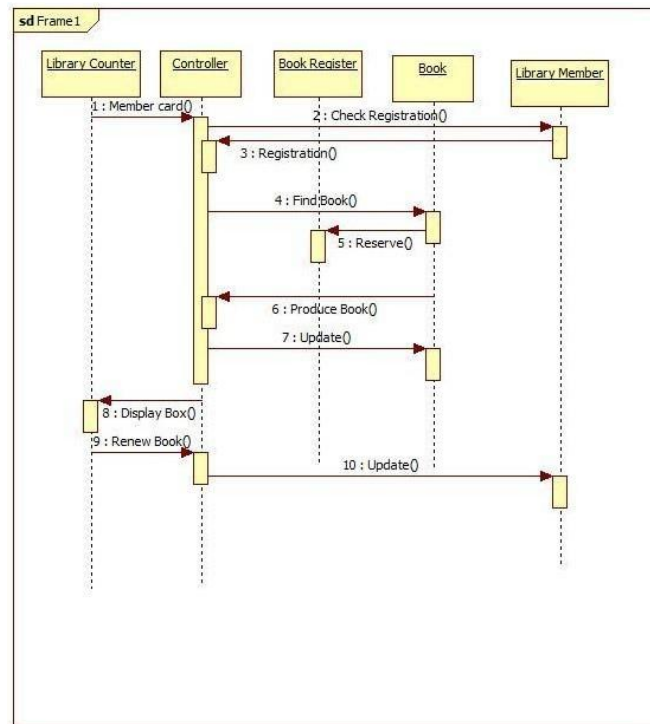 sd Frame1
Library Counter
Controller
Book Register
Book
Library Member
1 : Member card()
2 : Check Registration()
3 : Registration()
4 : Find Book()
5 : Reserve()
6 : Produce Book()
7 : Update()
8 : Display Box()
9 : Renew Book()
10 : Update()